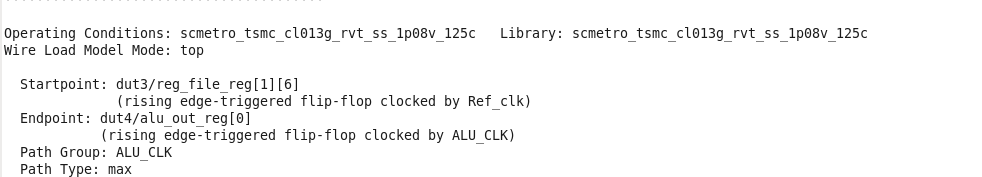 Operating Conditions: scmetro_tsmc_cl013g_rvt_ss_1p08v_125c   Library: scmetro_tsmc_cl013g_rvt_ss_1p08v_125c
Wire Load Model Mode: top

  Startpoint: dut3/reg_file_reg[1][6]
              (rising edge-triggered flip-flop clocked by Ref_clk)
  Endpoint: dut4/alu_out_reg[0]
            (rising edge-triggered flip-flop clocked by ALU_CLK)
  Path Group: ALU_CLK
  Path Type: max